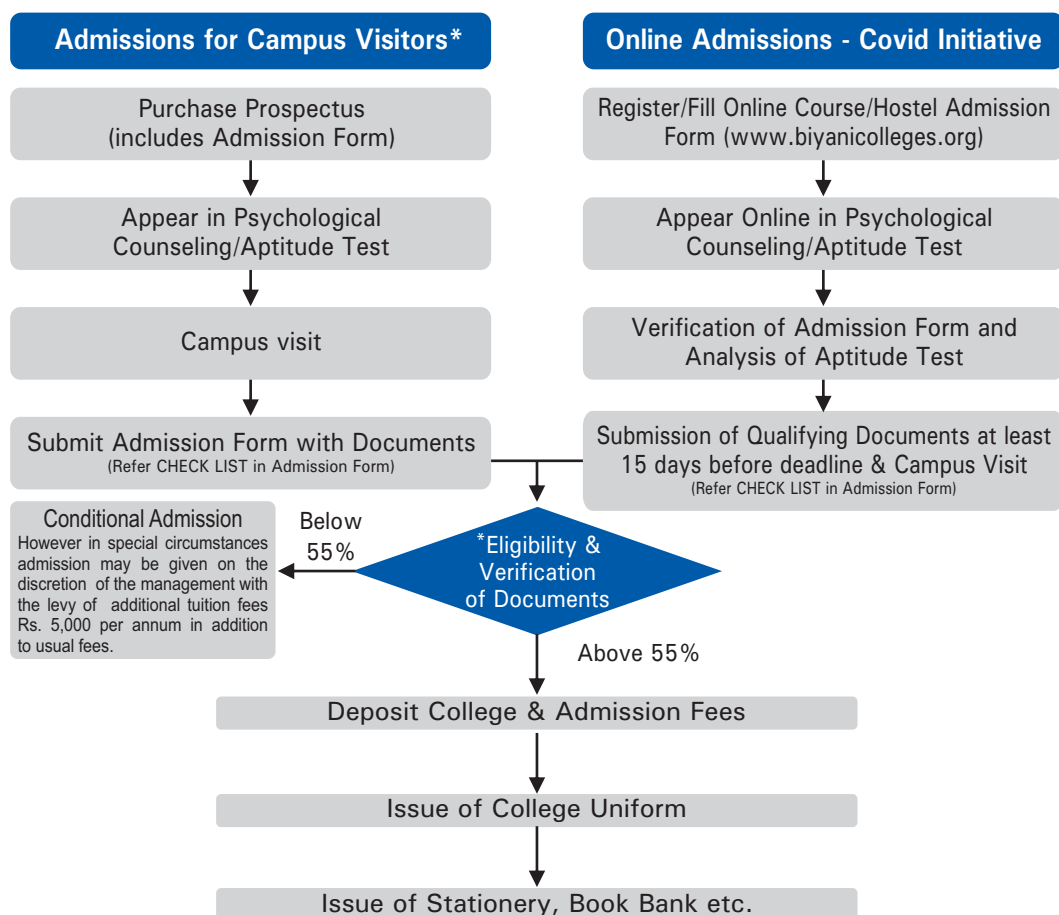 Admissions for Campus Visitors*
Purchase Prospectus
(includes Admission Form)
Appear in Psychological
Counseling/Aptitude Test
Campus visit
Submit Admission Form with Documents
(Refer CHECK LIST in Admission Form)
Online Admissions - Covid Initiative
Register/Fill Online Course/Hostel Admission
Form (www.biyanicolleges.org)
Appear Online in Psychological
Counseling/Aptitude Test
Verification of Admission Form and
Analysis of Aptitude Test
Submission of Qualifying Documents at least
15 days before deadline & Campus Visit
(Refer CHECK LIST in Admission Form)
*Eligibility &
Verification
of Documents
Below
55%
Conditional Admission
However in special circumstances
admission may be given on the
discretion of the management with
the levy of additional tuition fees
Rs. 5,000 per annum in addition
to usual fees.
Above 55%
Deposit College & Admission Fees
Issue of College Uniform
Issue of Stationery, Book Bank etc.